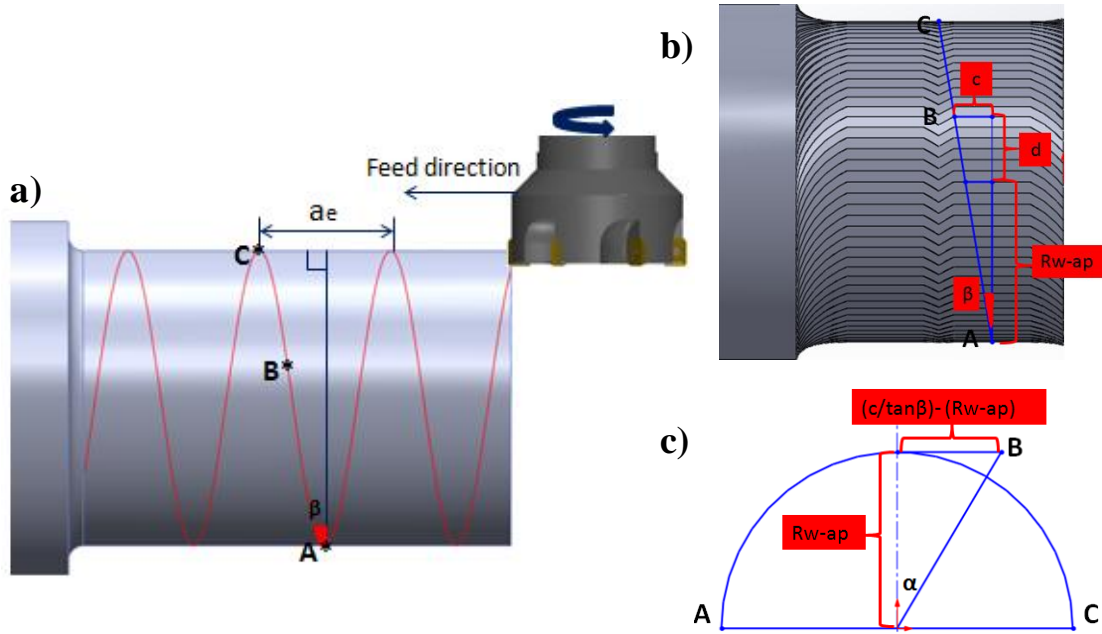 a)
Feed direction
ae
C*
B*
β
A*
b)
C
c
B
d
Rw-ap
β
A
c)
(c/tanβ)-(Rw-ap)
B
Rw-ap
α
A
C